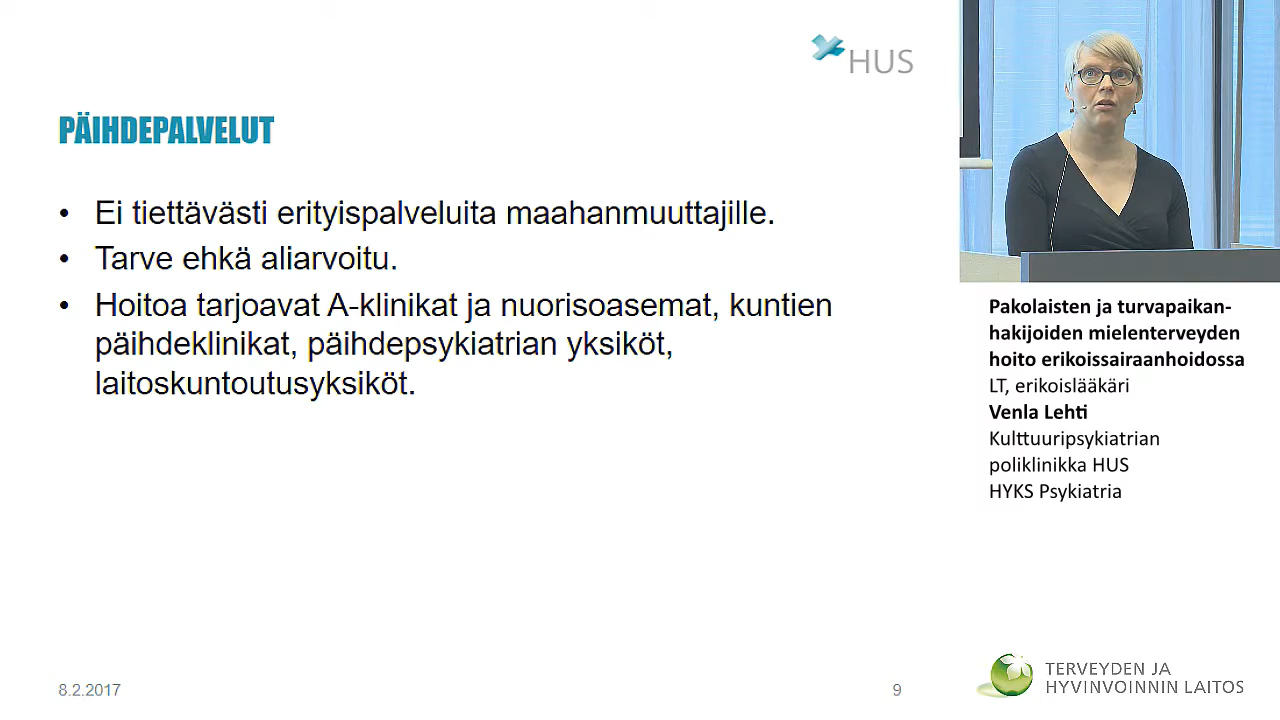 HUS
PÄIHDEPALVELUT
• Ei tiettävästi erityispalveluita maahanmuuttajille.
• Tarve ehkä aliarvoitu.
• Hoitoa tarjoavat A-klinikat ja nuorisoasemat, kuntien
päihdeklinikat, päihdepsykiatrian yksiköt,
laitoskuntoutusyksiköt.
8.2.2017
9
Pakolaisten ja turvapaikan-
hakijoiden mielenterveyden
hoito erikoissairaanhoidossa
LT, erikoislääkäri
Venla Lehti
Kulttuuripsykiatrian
poliklinikka HUS
HYKS Psykiatria
TERVEYDEN JA
HYVINVOINNIN LAITOS